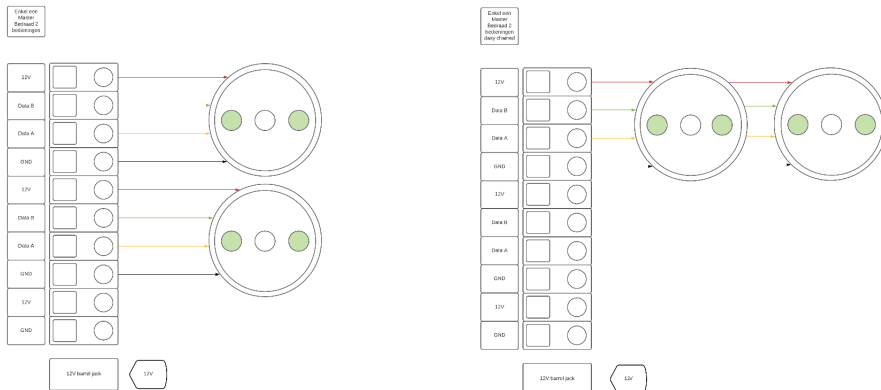 Enkel een
Master
Bedraad 2
bedieningen
12V
Data B
Data A
GND
12V
Data B
Data A
GND
12V
GND
12V barrel jack
12V
Enkel een
Master
Bedraad 2
bedieningen
daisy chained
12V
Data B
Data A
GND
12V
Data B
Data A
GND
12V
GND
12V barrel jack
12V